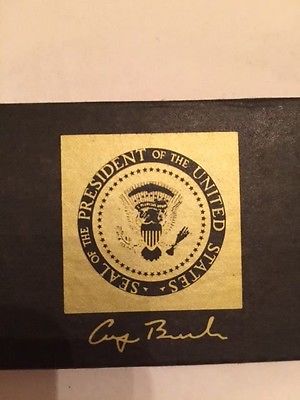 SEAL OF THE PRESIDENT OF THE UNITED STATES
Bush